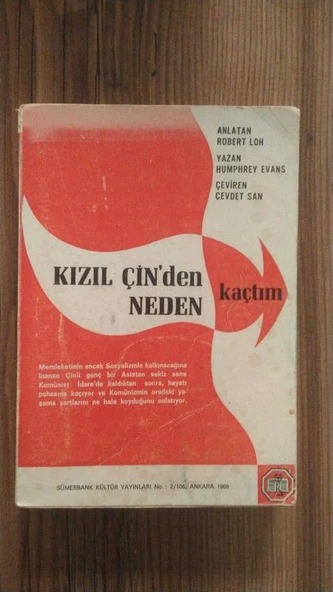 ANLATAN
ROBERT LOH
YAZAN
HUMPHREY EVANS
ÇEVİREN
CEVDET SAN
KIZIL ÇİN'den
NEDEN
kaçtım
Memleketinin ancak Sosyalizmle kalkınacağına
inanan Çinli genç bir Aslatan sekiz sene
Komünist İdare'de kaldıktan sonra, hayatı
pahasına kaçıyor ve Komünizmin oradaki ya-
şama şartlarını ne hale koyduğunu anlatıyor.
SÜMERBANK KÜLTÜR YAYINLARI No.: 2/106, ANKARA 1969